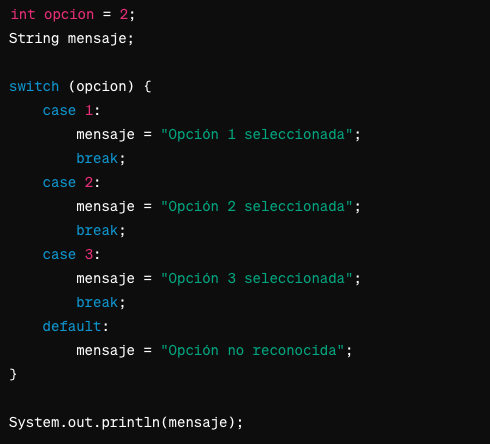 int opcion = 2;
String mensaje;
switch (opcion) {
    case 1:
        mensaje = "Opción 1 seleccionada";
        break;
    case 2:
        mensaje = "Opción 2 seleccionada";
        break;
    case 3:
        mensaje = "Opción 3 seleccionada";
        break;
    default:
        mensaje = "Opción no reconocida";
}
System.out.println(mensaje);